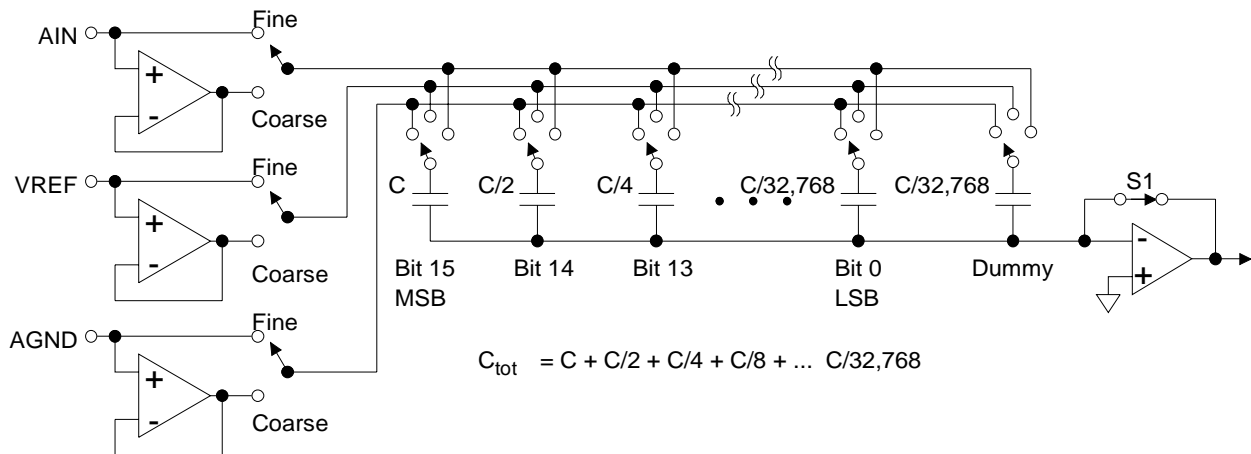 AIN
Fine
+
-
Coarse
VREF
Fine
+
-
Coarse
AGND
Fine
+
-
Coarse
C
C/2
C/4
C/32,768
C/32,768
S1
-
+
Bit 15
MSB
Bit 14
Bit 13
Bit 0
LSB
Dummy
Ctot = C + C/2 + C/4 + C/8 + ... C/32,768